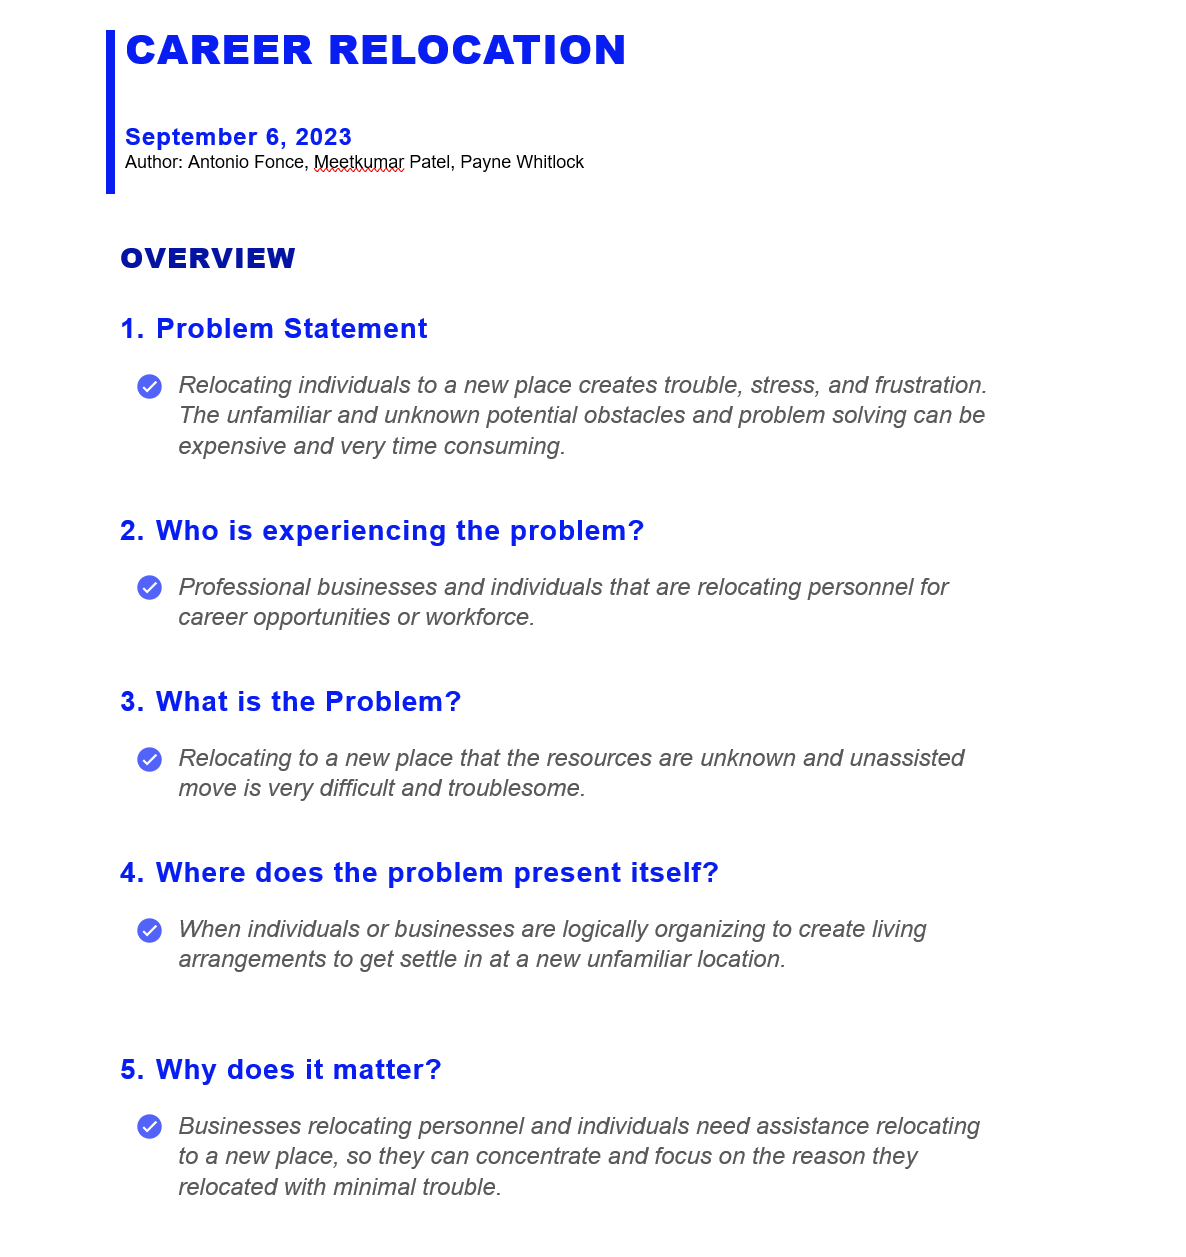 CAREER RELOCATION
September 6, 2023
Author: Antonio Fonce, Meetkumar Patel, Payne Whitlock
OVERVIEW
1. Problem Statement
Relocating individuals to a new place creates trouble, stress, and frustration.
The unfamiliar and unknown potential obstacles and problem solving can be
expensive and very time consuming.
2. Who is experiencing the problem?
Professional businesses and individuals that are relocating personnel for
career opportunities or workforce.
3. What is the Problem?
Relocating to a new place that the resources are unknown and unassisted
move is very difficult and troublesome.
4. Where does the problem present itself?
When individuals or businesses are logically organizing to create living
arrangements to get settle in at a new unfamiliar location.
5. Why does it matter?
Businesses relocating personnel and individuals need assistance relocating
to a new place, so they can concentrate and focus on the reason they
relocated with minimal trouble.